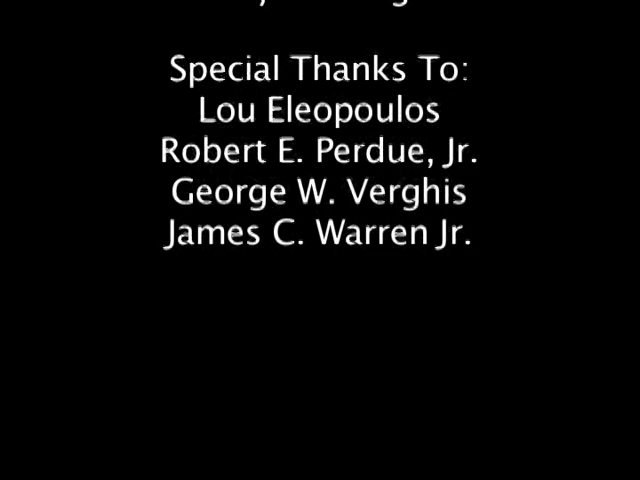 Special Thanks To:
Lou Eleopoulos
Robert E. Perdue, Jr.
George W. Verghis
James C. Warren Jr.